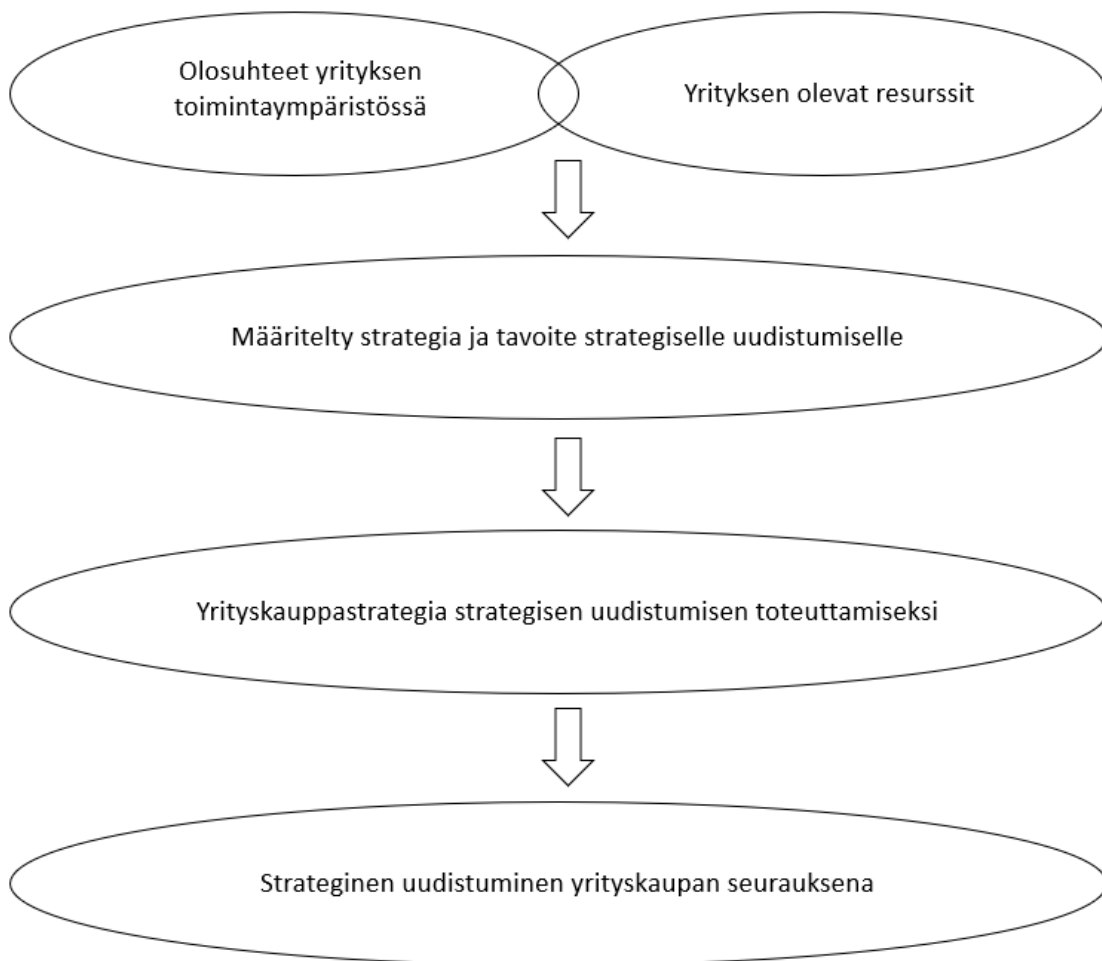 Olosuhteet yrityksen
toimintaympäristössä
Yrityksen olevat resurssit
Määritelty strategia ja tavoite strategiselle uudistumiselle
Yrityskauppastrategia strategisen uudistumisen toteuttamiseksi
Strateginen uudistuminen yrityskaupan seurauksena